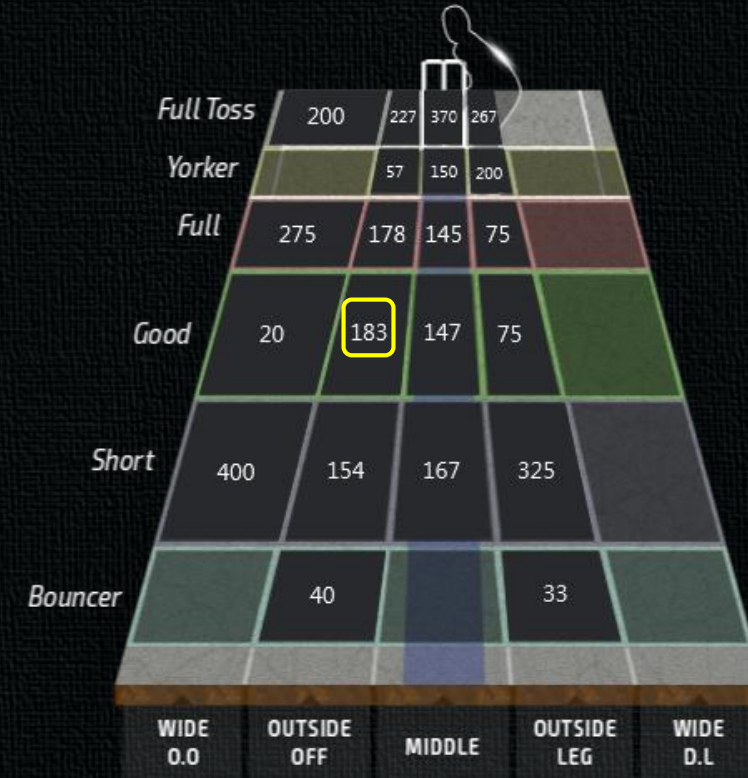 Full Toss 200 227 370 267
Yorker 57 150 200
Full 275 178 145 75
Good 20 183 147 75
Short 400 154 167 325
Bouncer 40 33
WIDE OUTSIDE MIDDLE OUTSIDE WIDE
O.O OFF LEG D.L